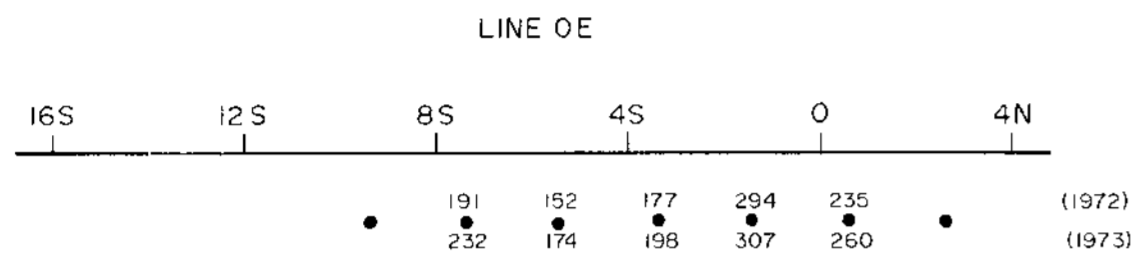 LINE OE
16S 12S 8S 4S 0 4N
191 152 177 294 235 (1972)
232 174 198 307 260 (1973)